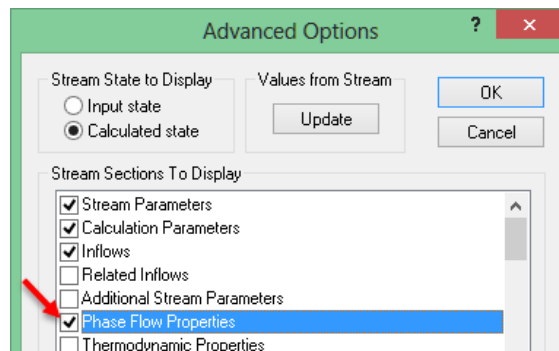 Advanced Options ? ×
Stream State to Display
Input state
Calculated state
Values from Stream
Update
OK
Cancel
Stream Sections To Display
Stream Parameters
Calculation Parameters
Inflows
Related Inflows
Additional Stream Parameters
Phase Flow Properties
Thermodynamic Properties